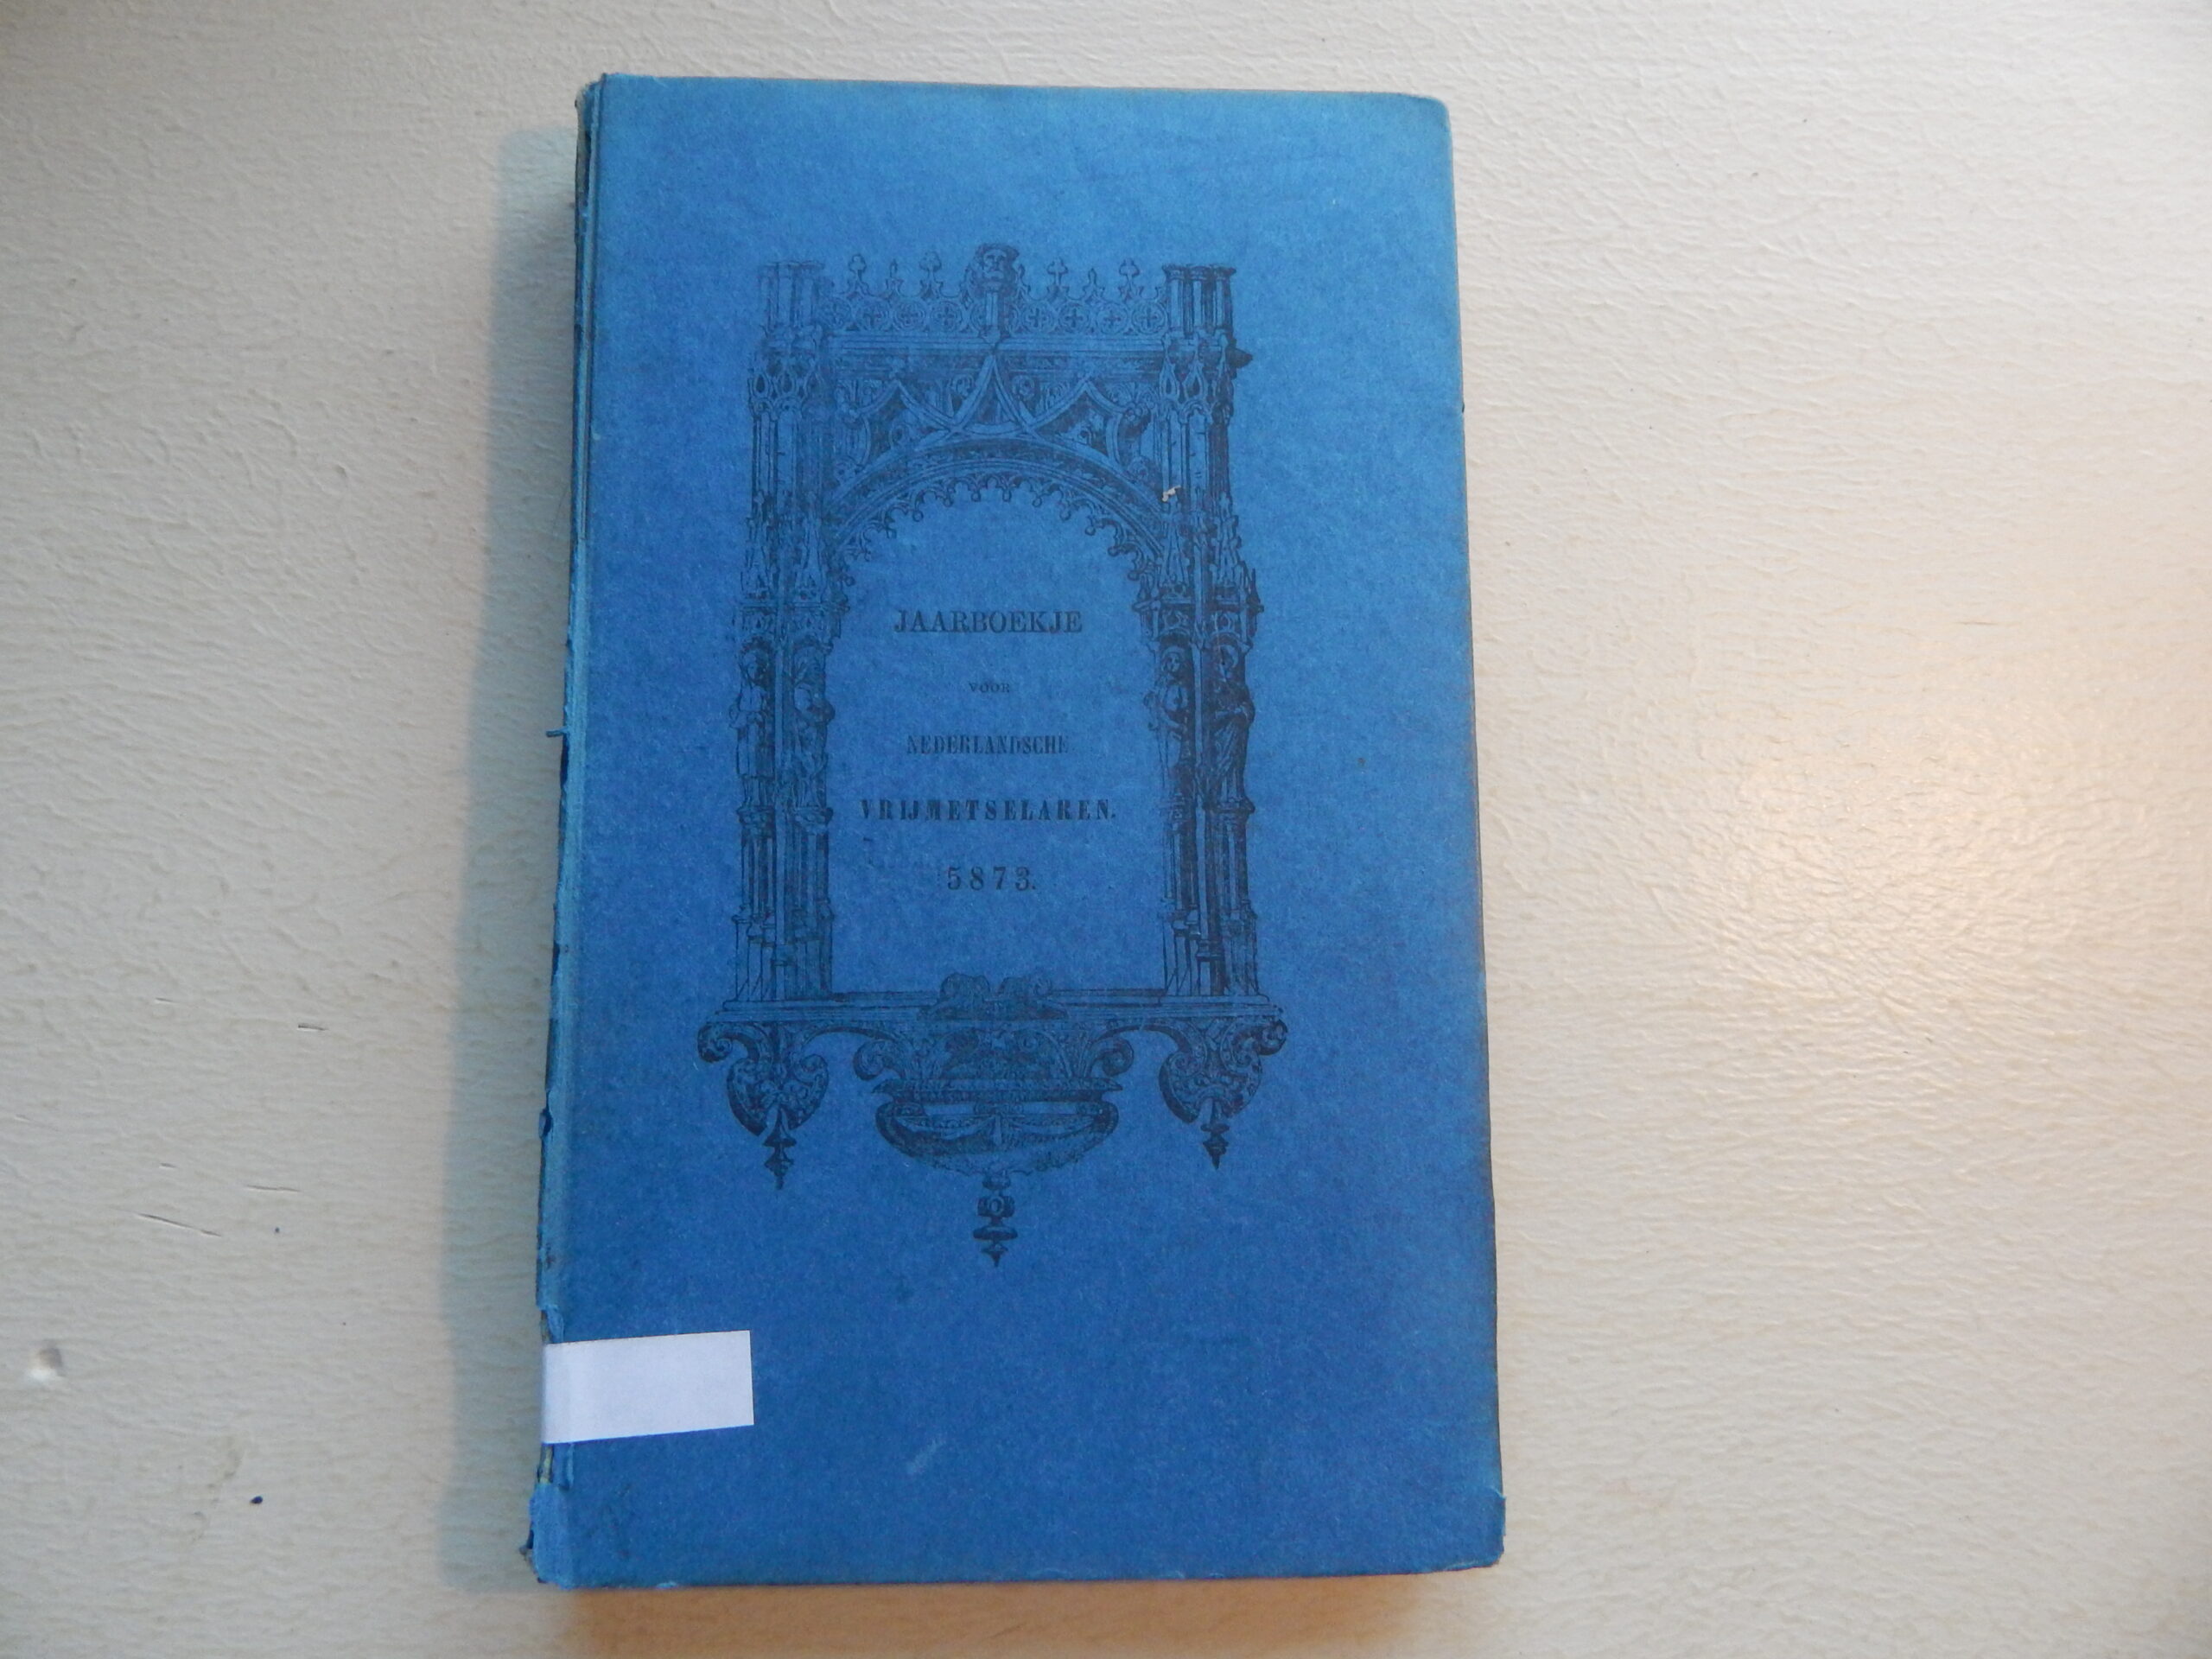 JAARBOEKJE
VOOR
NEDERLANDSCHE
VRIJMETSELAREN.
5873.